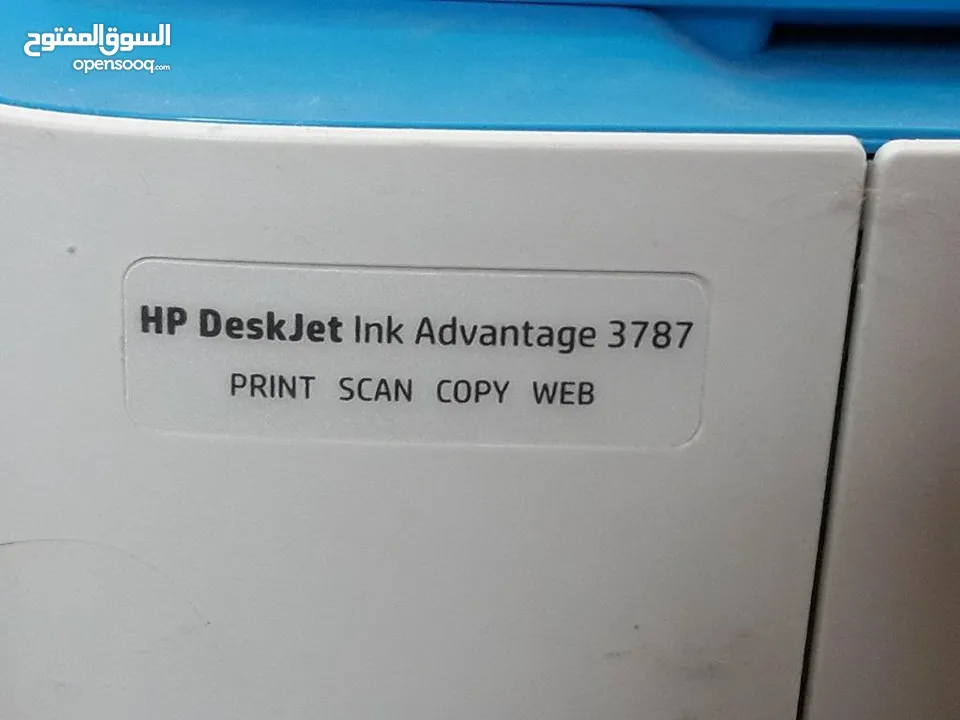 السوق المفتوح
opensooq.com
HP DeskJet Ink Advantage 3787
PRINT SCAN COPY WEB